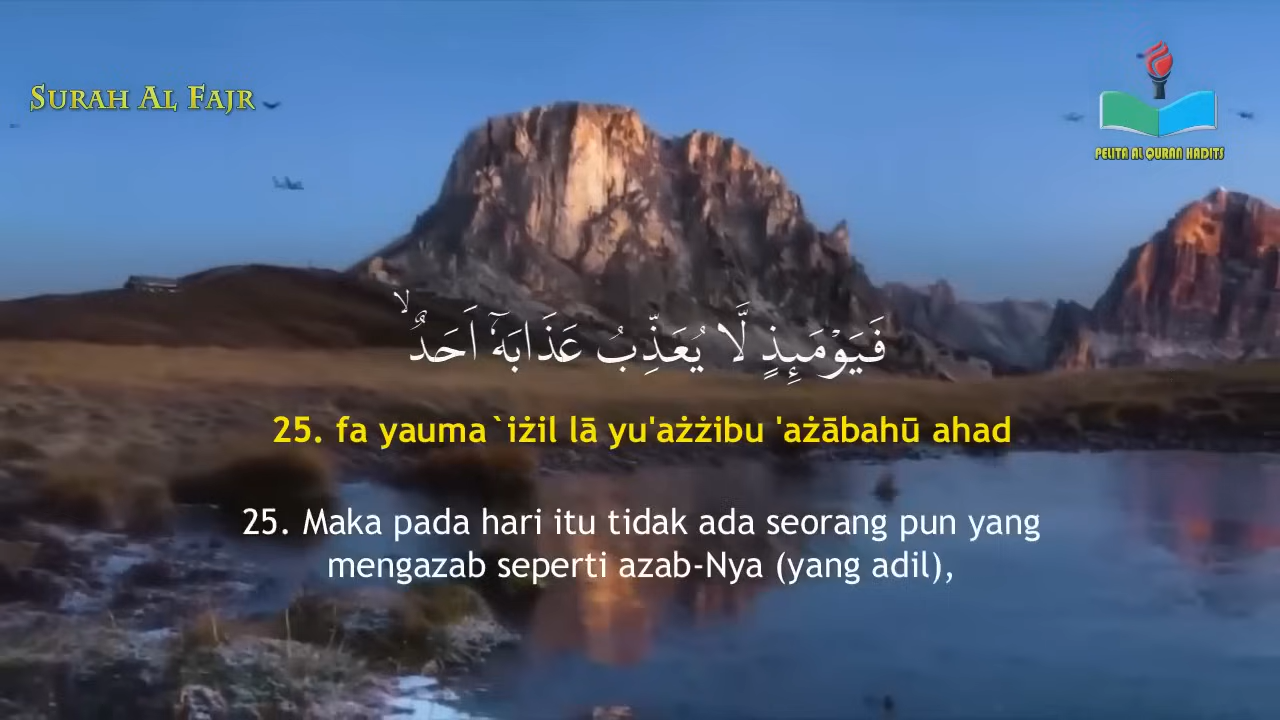 SURAH AL FAJR
PELITA AL QURAN HADITS
فَيَوْمَىِٕذٍ لَّا يُعَذِّبُ عَذَابَهٗٓ اَحَدٌ ۙ
25. fa yauma`iżil lā yu'ażżibu 'ażābahū ahad
25. Maka pada hari itu tidak ada seorang pun yang
mengazab seperti azab-Nya (yang adil),